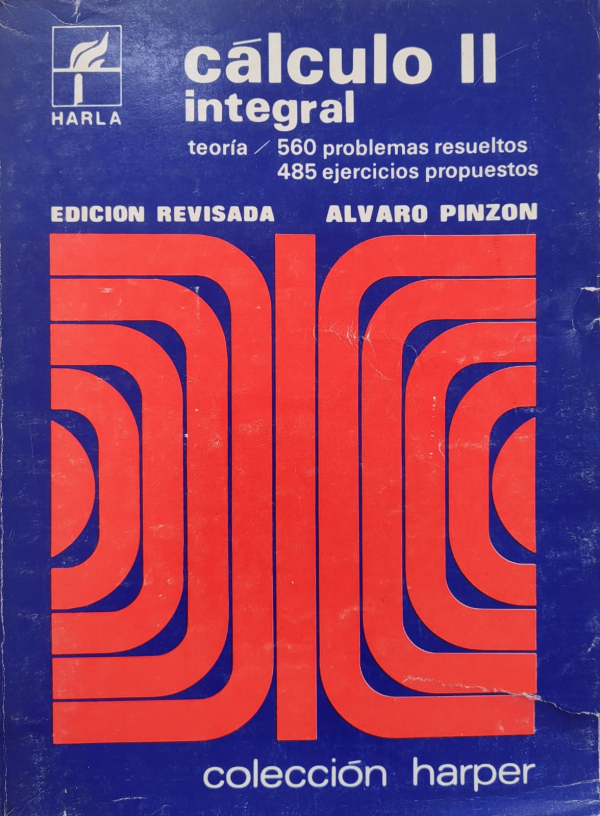 HARLA
cálculo II
integral
teoría / 560 problemas resueltos
485 ejercicios propuestos
EDICION REVISADA ALVARO PINZON
colección harper